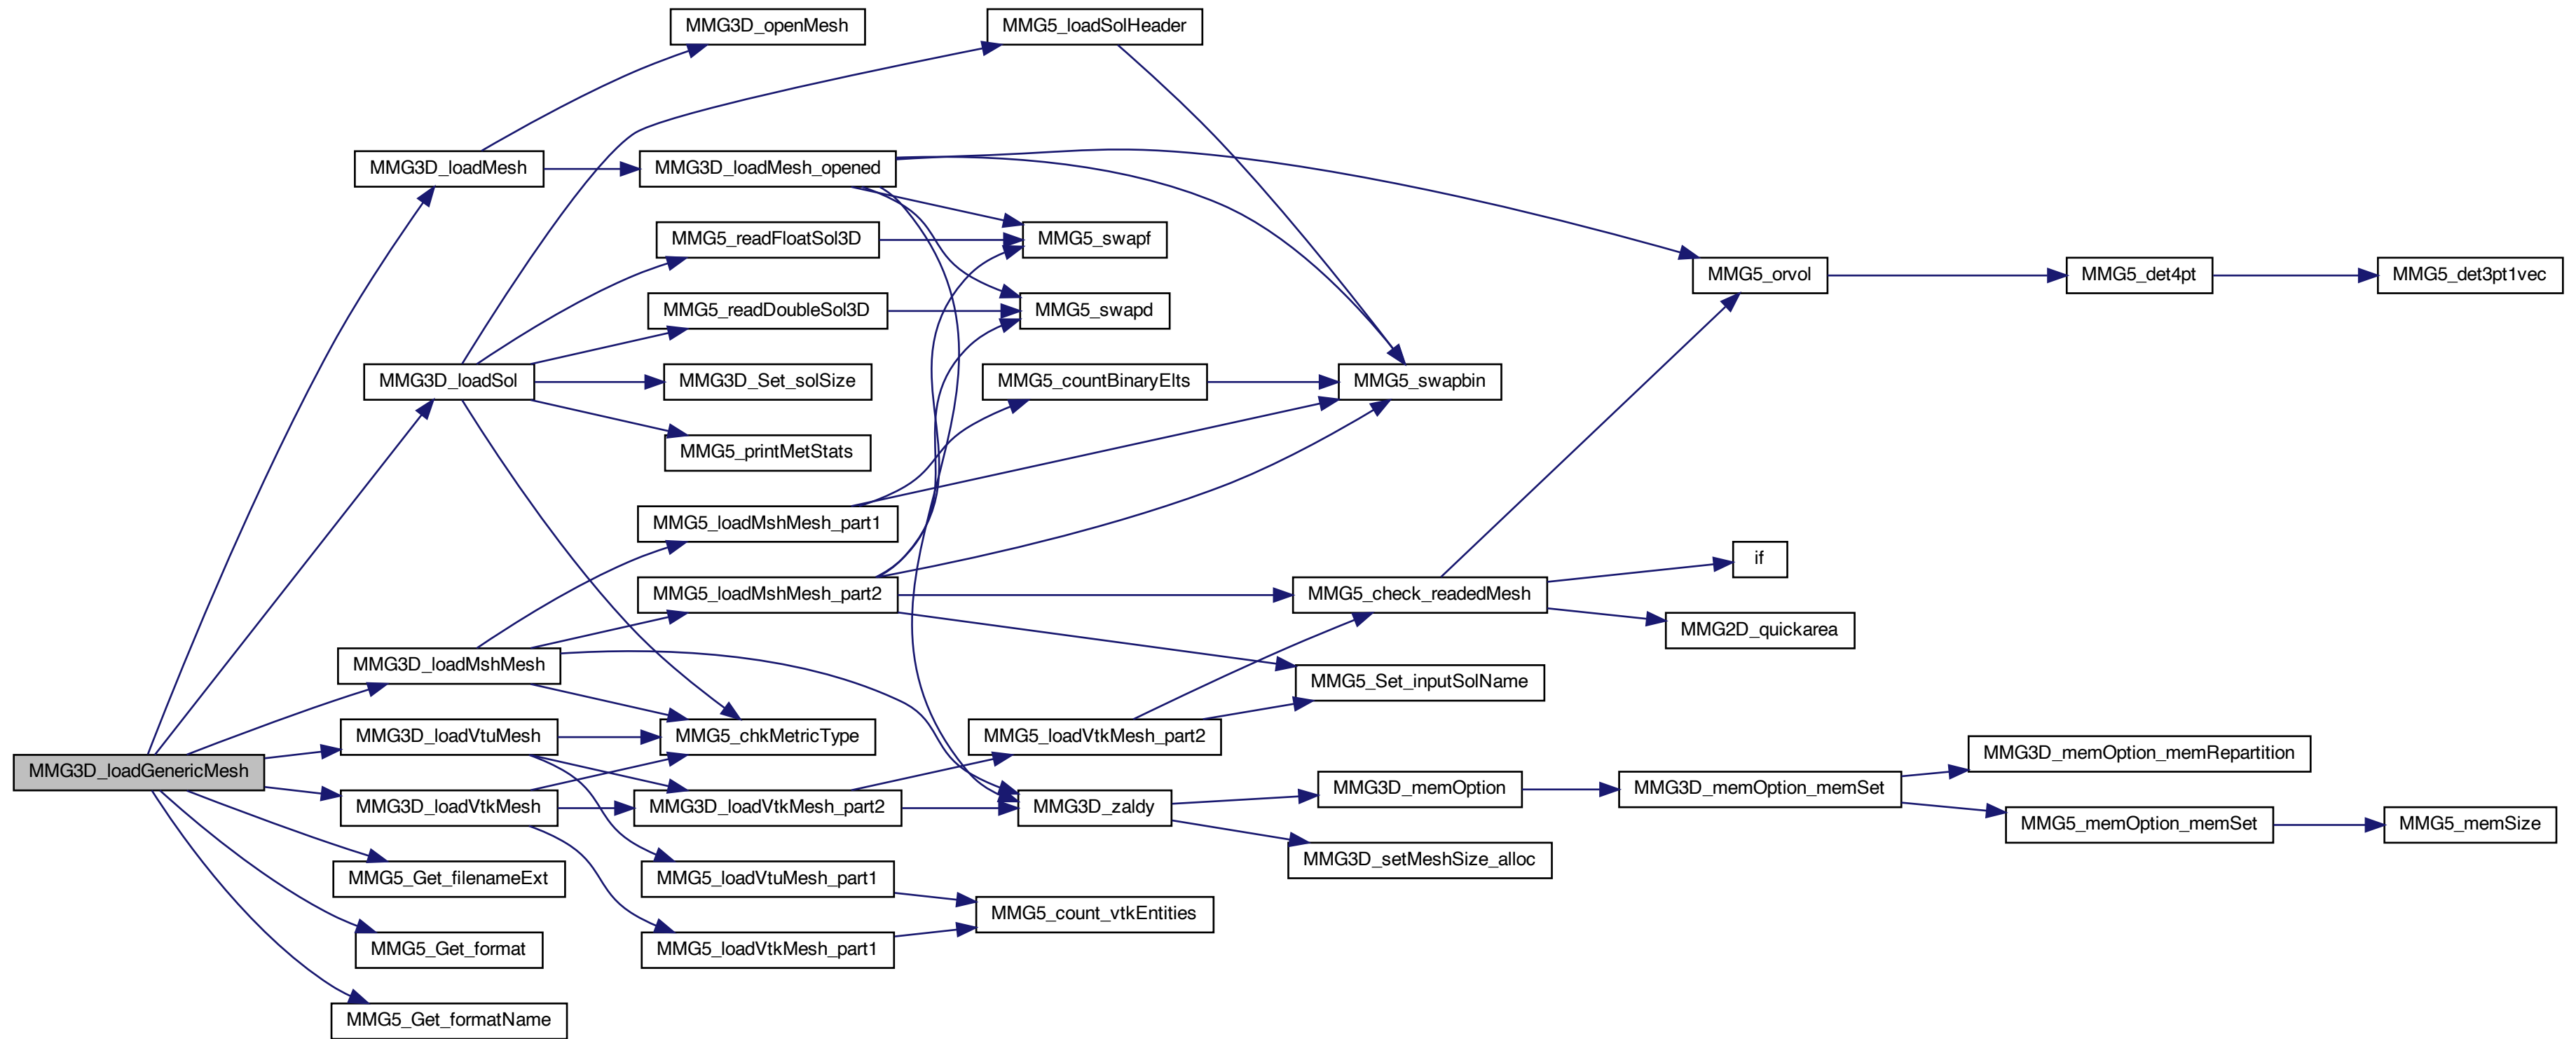 MMG3D_openMesh
MMG5_loadSolHeader
MMG3D_loadMesh
MMG3D_loadMesh_opened
MMG5_readFloatSol3D
MMG5_swapf
MMG5_orvol
MMG5_det4pt
MMG5_det3pt1vec
MMG5_readDoubleSol3D
MMG5_swapd
MMG3D_loadSol
MMG3D_Set_solSize
MMG5_countBinaryElts
MMG5_swapbin
MMG5_printMetStats
MMG5_loadMshMesh_part1
if
MMG5_loadMshMesh_part2
MMG5_check_readedMesh
MMG2D_quickarea
MMG3D_loadMshMesh
MMG5_Set_inputSolName
MMG3D_loadVtuMesh
MMG5_chkMetricType
MMG5_loadVtkMesh_part2
MMG3D_memOption_memRepartition
MMG3D_loadGenericMesh
MMG3D_memOption
MMG3D_memOption_memSet
MMG3D_loadVtkMesh
MMG3D_loadVtkMesh_part2
MMG3D_zaldy
MMG5_memOption_memSet
MMG5_memSize
MMG3D_setMeshSize_alloc
MMG5_Get_filenameExt
MMG5_loadVtuMesh_part1
MMG5_count_vtkEntities
MMG5_Get_format
MMG5_loadVtkMesh_part1
MMG5_Get_formatName